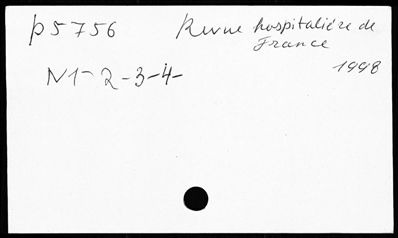 p5756
Revue hospitalière de
France
1998
N1-2-3-4-